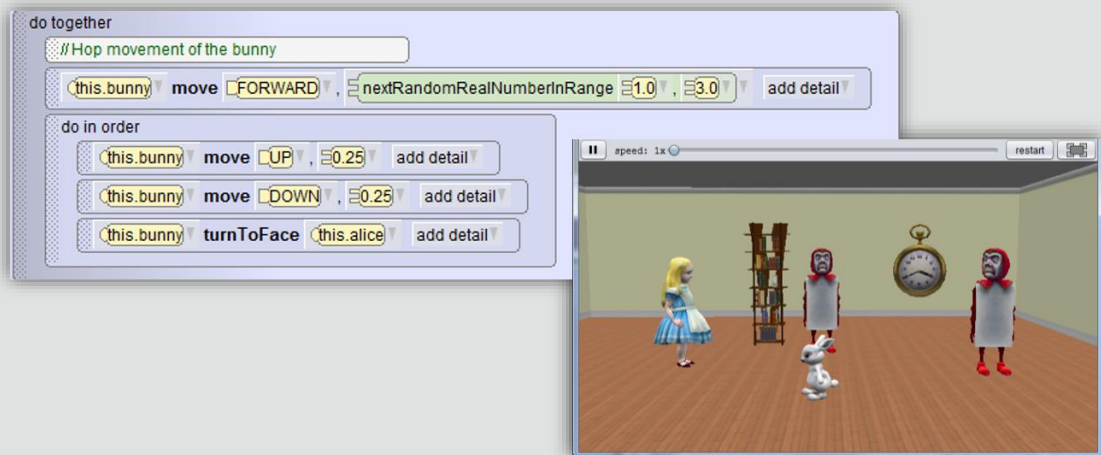 do together
// Hop movement of the bunny
this.bunny move FORWARD , nextRandomRealNumberInRange 1.0 , 3.0 add detail
do in order
this.bunny move UP , 0.25 add detail
this.bunny move DOWN , 0.25 add detail
this.bunny turnToFace this.alice add detail
speed: 1x restart